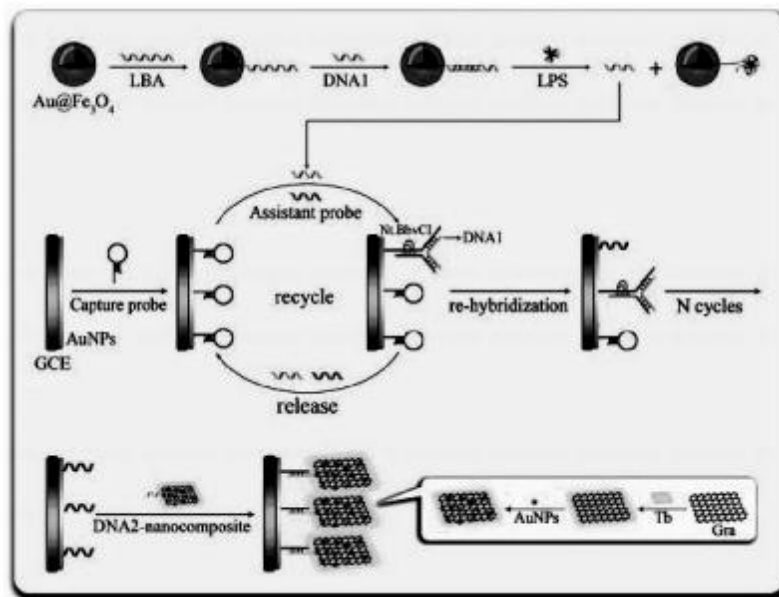 LBA
DNA1
LPS
+
Au@Fe₃O₄
Assistant probe
Nt.BbvCI
DNA1
Capture probe
recycle
re-hybridization
N cycles
AuNPs
GCE
release
DNA2-nanocomposite
AuNPs
Tb
Gra